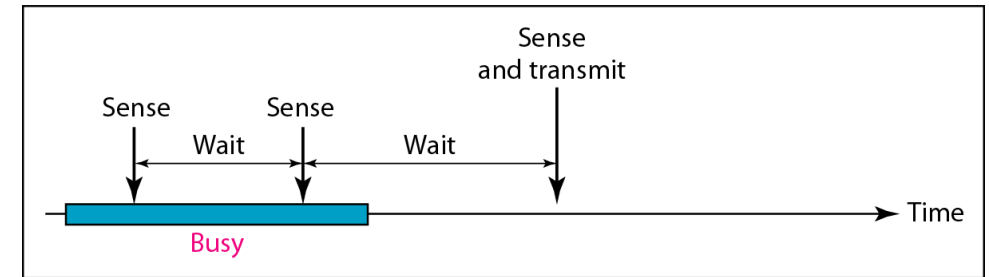 Sense
and transmit
Sense
Sense
Wait
Wait
Time
Busy